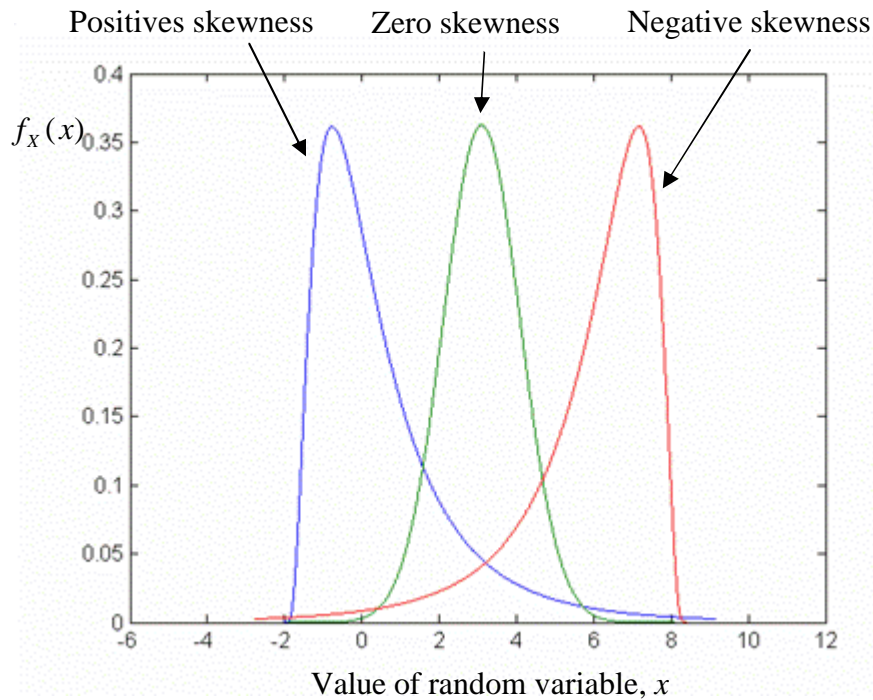 Positives skewness Zero skewness Negative skewness
0.4
f_X(x)
0.35
0.3
0.25
0.2
0.15
0.1
0.05
0
-6 -4 -2 0 2 4 6 8 10 12
Value of random variable, x